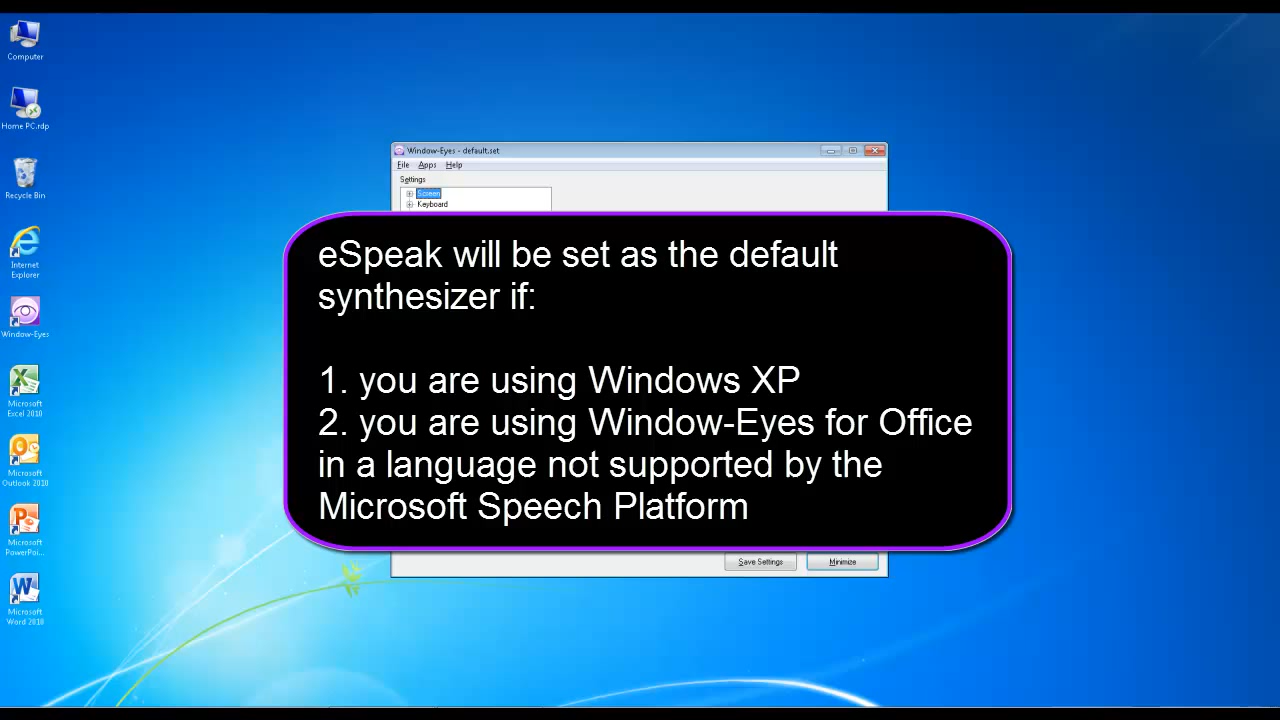 Computer
Home PC.rdp
Recycle Bin
Internet
Explorer
Window-Eyes
Microsoft
Excel 2010
Microsoft
Outlook 2010
Microsoft
PowerPoi...
Microsoft
Word 2010
Window-Eyes - default.set
File Apps Help
Settings
Screen
Keyboard
eSpeak will be set as the default
synthesizer if:
1. you are using Windows XP
2. you are using Window-Eyes for Office
in a language not supported by the
Microsoft Speech Platform
Save Settings Minimize